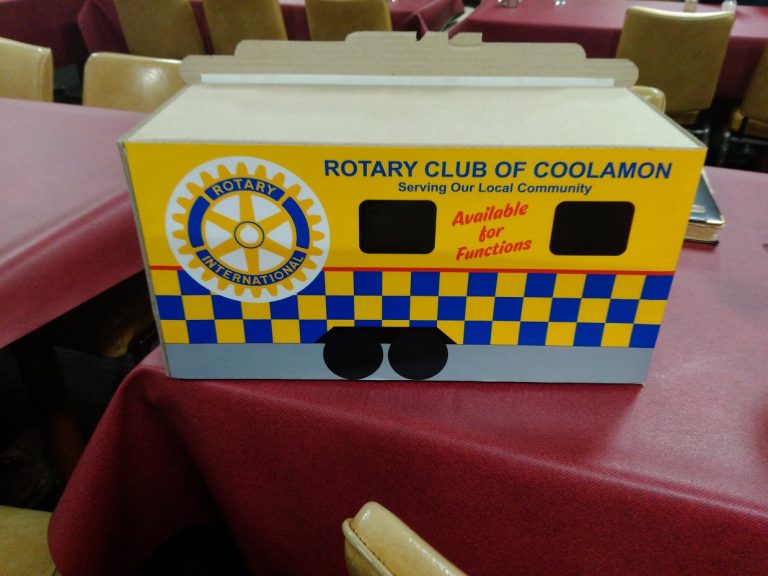 ROTARY CLUB OF COOLAMON
Serving Our Local Community
ROTARY
INTERNATIONAL
Available
for
Functions